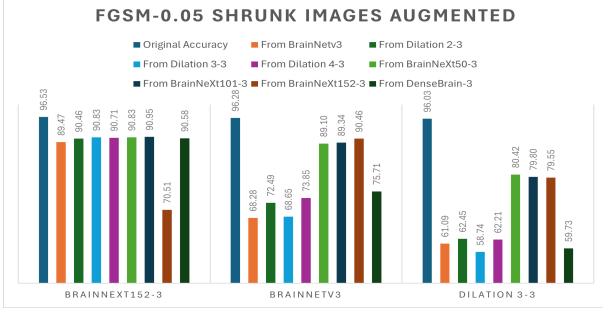 FGSM-0.05 SHRUNK IMAGES AUGMENTED
Original Accuracy From BrainNetv3 From Dilation 2-3
From Dilation 3-3 From Dilation 4-3 From BrainNeXt50-3
From BrainNeXt101-3 From BrainNeXt152-3 From DenseBrain-3
96.53 89.47 90.46 90.83 90.71 90.83 90.95 70.51 90.58
96.28 68.28 72.49 68.65 73.85 89.10 89.34 90.46 75.71
96.03 61.09 62.45 58.74 62.21 80.42 79.80 79.55 59.73
BRAINNEXT152-3 BRAINNETV3 DILATION 3-3